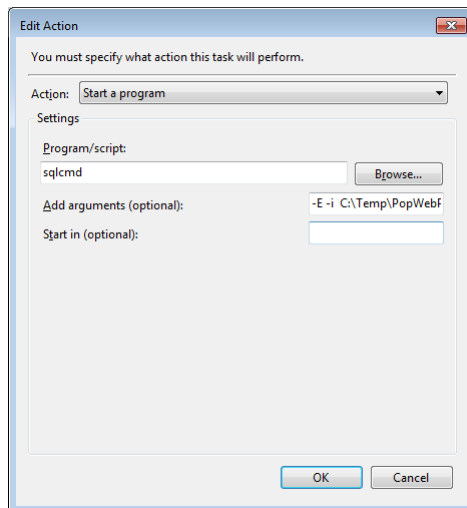 Edit Action
You must specify what action this task will perform.
Action: Start a program
Settings
Program/script:
sqlcmd Browse...
Add arguments (optional): -E -i C:\Temp\PopWebF
Start in (optional):
OK Cancel